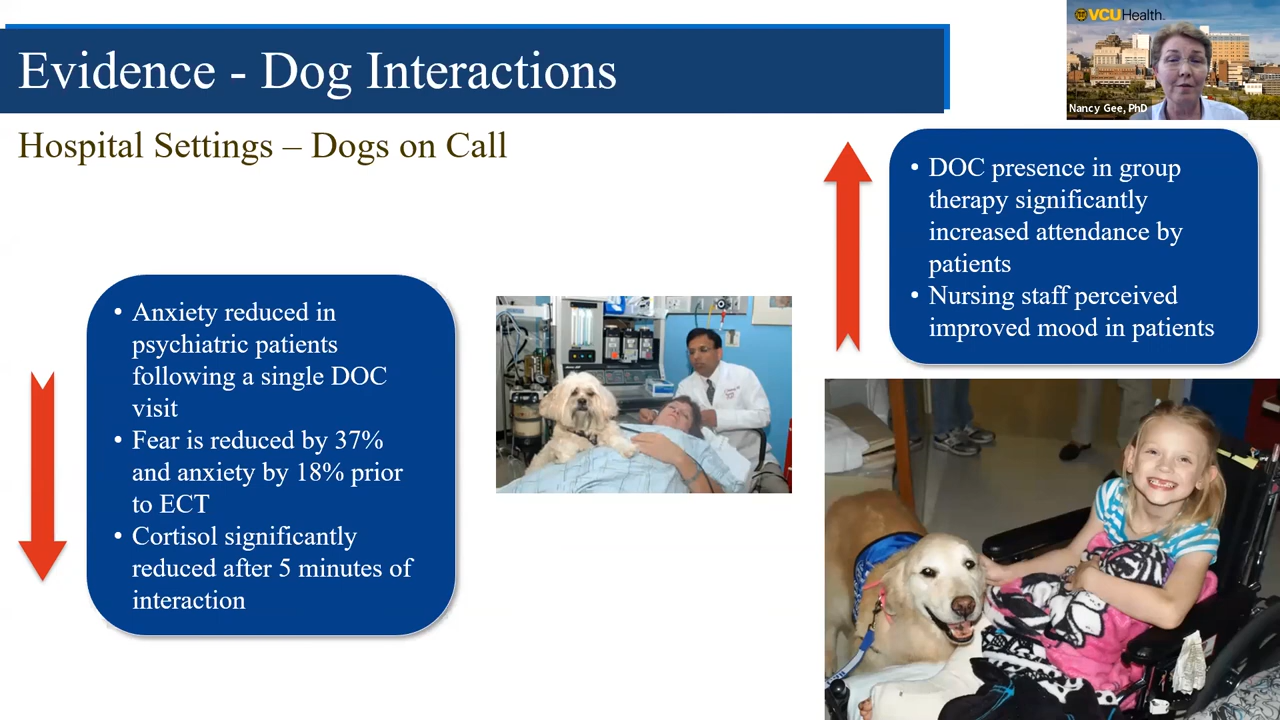 Evidence - Dog Interactions
VCUHealth.
Nancy Gee, PhD
Hospital Settings – Dogs on Call
• DOC presence in group
therapy significantly
increased attendance by
patients
• Nursing staff perceived
improved mood in patients
• Anxiety reduced in
psychiatric patients
following a single DOC
visit
• Fear is reduced by 37%
and anxiety by 18% prior
to ECT
• Cortisol significantly
reduced after 5 minutes of
interaction